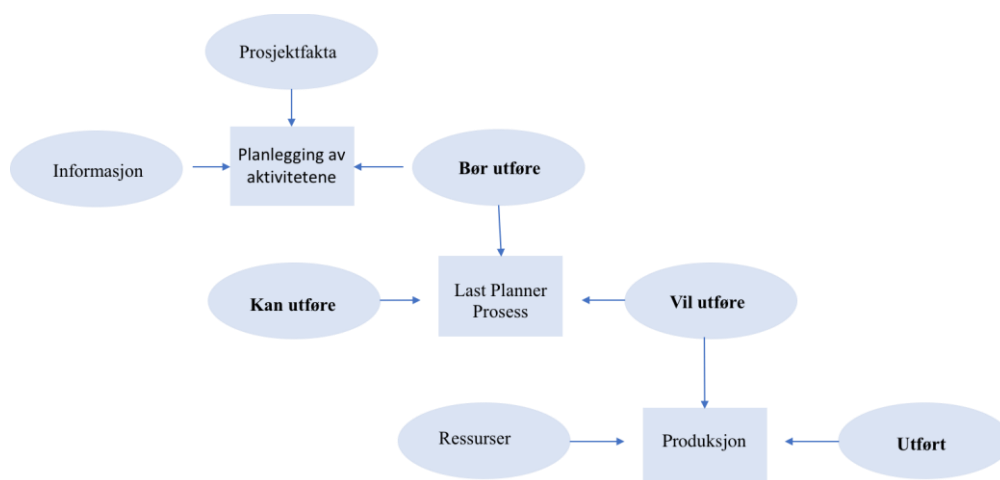 Prosjektfakta
Informasjon
Planlegging av
aktivitetene
Bør utføre
Kan utføre
Last Planner
Prosess
Vil utføre
Ressurser
Produksjon
Utført